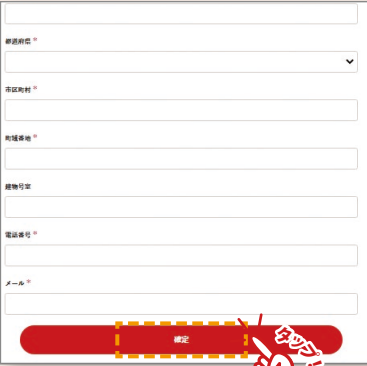 都道府県 *
市区町村 *
町域番地 *
建物号室
電話番号 *
メール *
確定
タップ